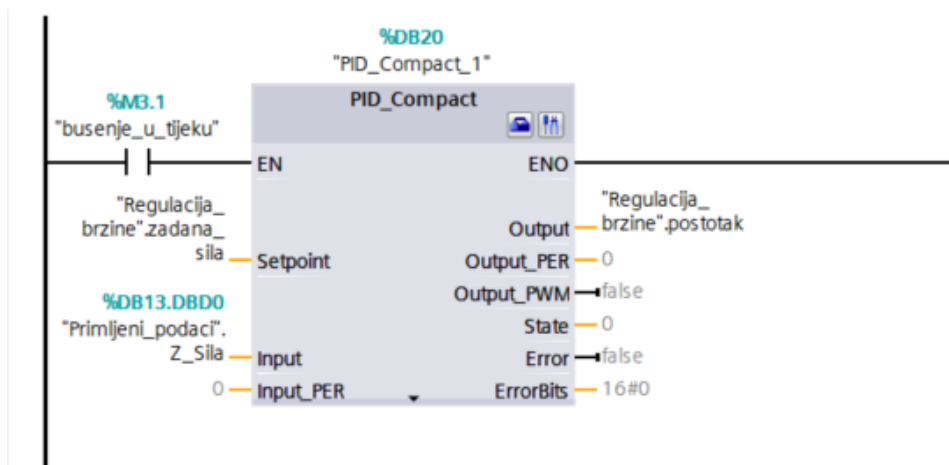 %DB20
"PID_Compact_1"
%M3.1
"busenje_u_tijeku"
PID_Compact
EN
ENO
"Regulacija_
brzine".zadana_
sila
Setpoint
%DB13.DBD0
"Primljeni_podaci".
Z_Sila
Input
0
Input_PER
Output
"Regulacija_
brzine".postotak
Output_PER
0
Output_PWM
false
State
0
Error
false
ErrorBits
16#0